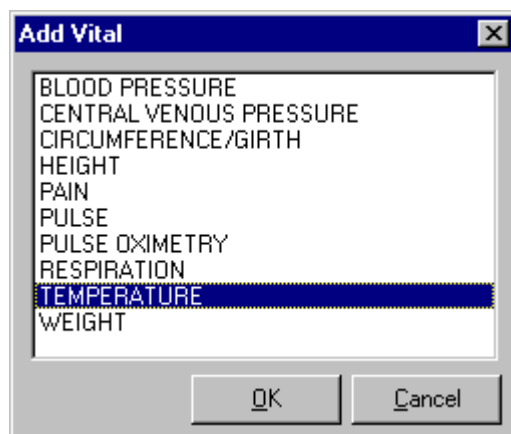 Add Vital
BLOOD PRESSURE
CENTRAL VENOUS PRESSURE
CIRCUMFERENCE/GIRTH
HEIGHT
PAIN
PULSE
PULSE OXIMETRY
RESPIRATION
TEMPERATURE
WEIGHT
OK Cancel